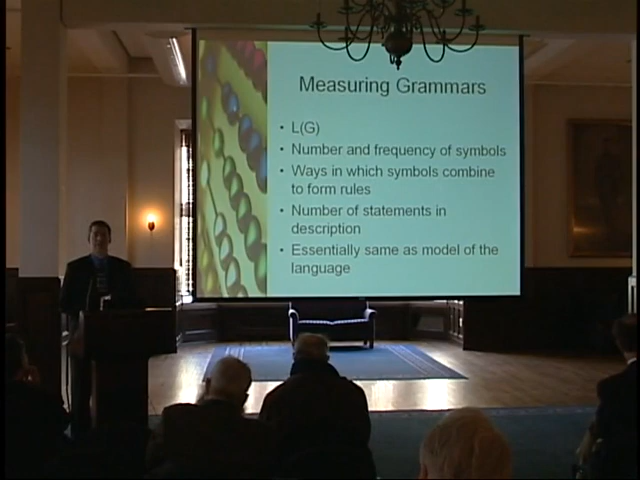 Measuring Grammars
• L(G)
• Number and frequency of symbols
• Ways in which symbols combine
to form rules
• Number of statements in
description
• Essentially same as model of the
language